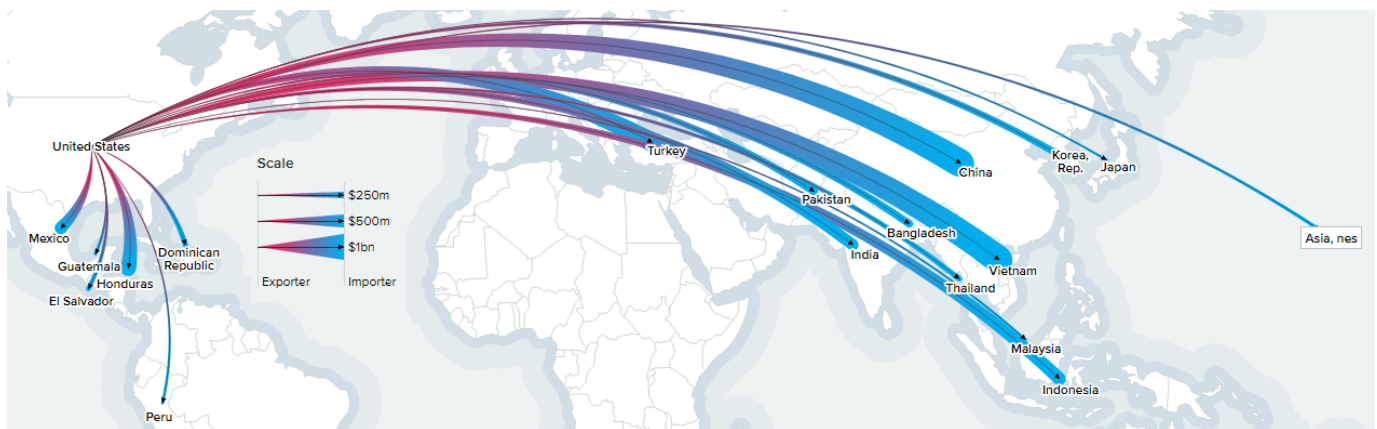 United States
Mexico
Guatemala
Honduras
El Salvador
Dominican
Republic
Peru
Scale
$250m
$500m
$1bn
Exporter
Importer
Turkey
Pakistan
Bangladesh
India
China
Korea,
Rep.
Japan
Vietnam
Thailand
Malaysia
Indonesia
Asia, nes